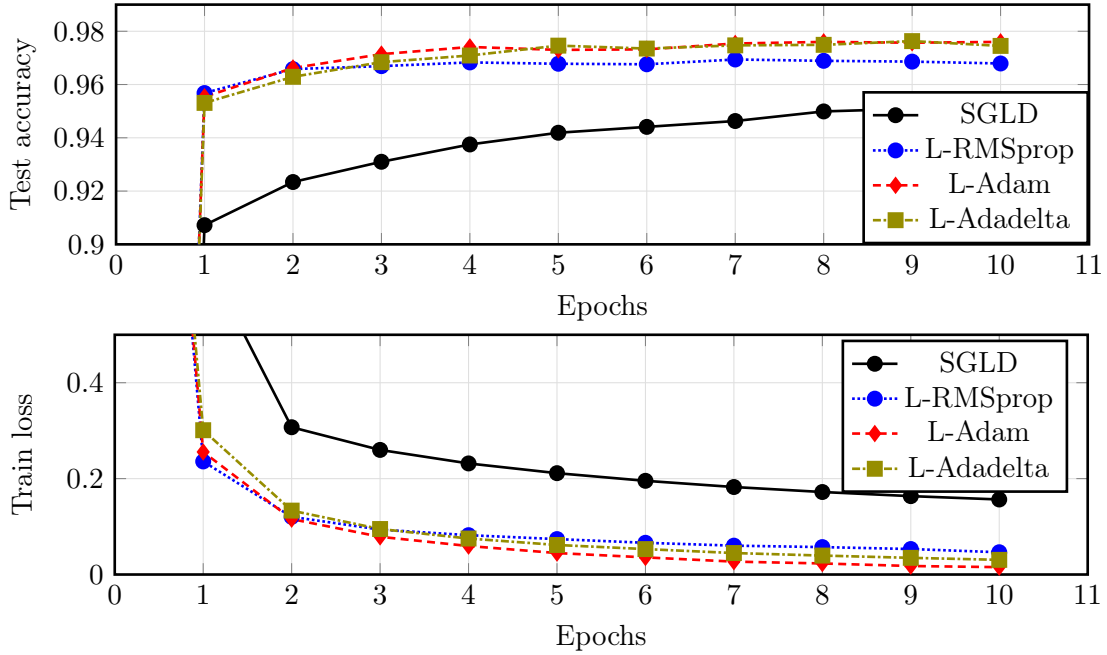 Test accuracy
0.98
0.96
0.94
0.92
0.9
SGLD
L-RMSprop
L-Adam
L-Adadelta
0 1 2 3 4 5 6 7 8 9 10 11
Epochs
Train loss
0.4
0.2
0
SGLD
L-RMSprop
L-Adam
L-Adadelta
0 1 2 3 4 5 6 7 8 9 10 11
Epochs